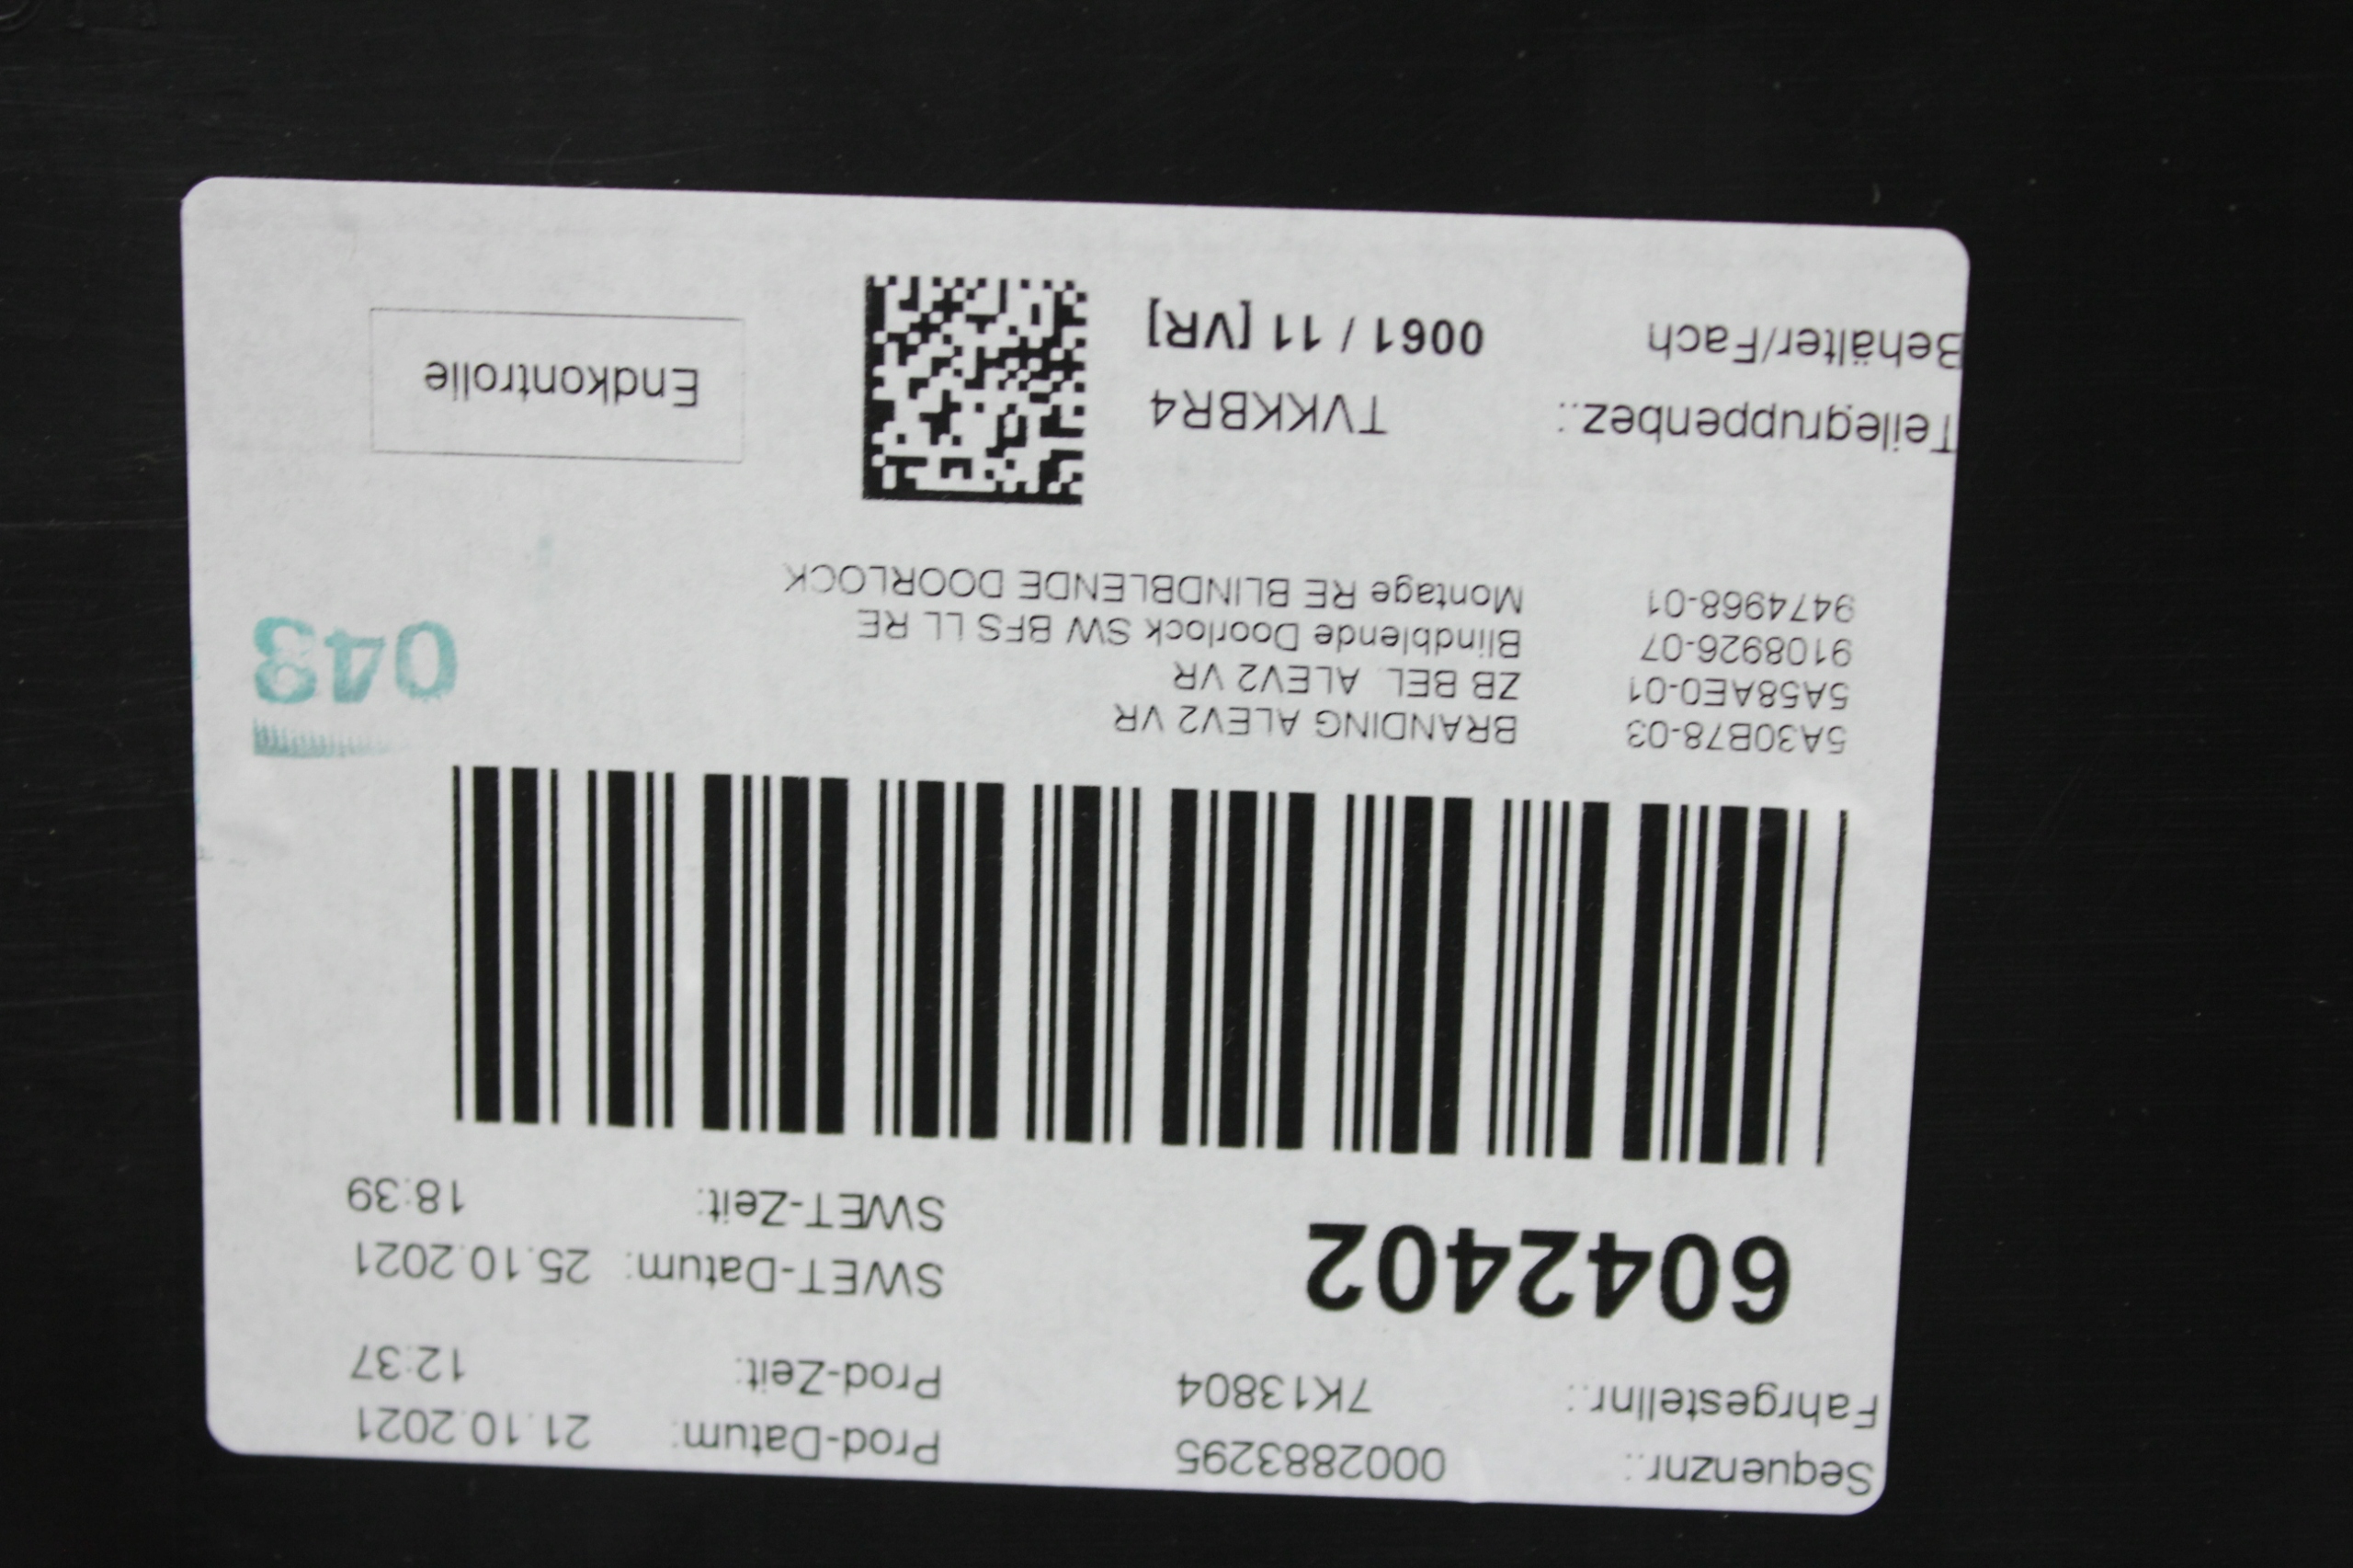 Sequenznr.: 0002883295 Prod-Datum: 21.10.2021
Fahrgestellnr.: 7K13804 Prod-Zeit: 12:37
6042402 SWET-Datum: 25.10.2021
SWET-Zeit: 18:39
5A30B78-03 BRANDING ALEV2 VR
5A58AE0-01 ZB BEL ALEV2 VR
9108926-07 Blindblende Doorlock SW BFS LL RE
9474968-01 Montage RE BLINDBLENDE DOORLOCK
043
Teilegruppenbez.: TVKKBR4
Behälter/Fach 0061 / 11 [VR]
Endkontrolle